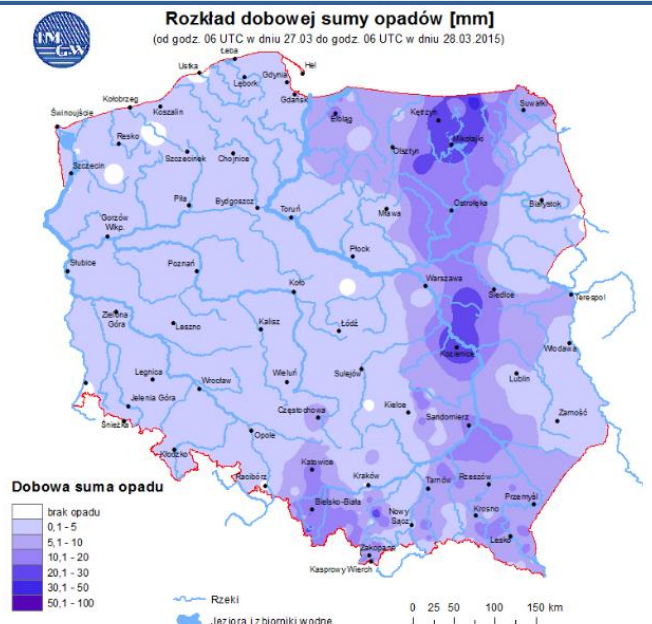 IM
GW
Rozkład dobowej sumy opadów [mm]
(od godz. 06 UTC w dniu 27.03 do godz. 06 UTC w dniu 28.03.2015)
Łeba
Ustka
Hel
Gdynia
Lębork
Gdańsk
Kołobrzeg
Koszalin
Świnoujście
Elbląg
Kętrzyn
Suwałki
Resko
Mikołajki
Olsztyn
Szczecinek
Chojnice
Szczecin
Piła
Bydgoszcz
Toruń
Mława
Ostrołęka
Białystok
Gorzów
Wlkp.
Płock
Słubice
Poznań
Koło
Warszawa
Siedlce
Terespol
Zielona
Góra
Leszno
Kalisz
Łódź
Kozienice
Włodawa
Legnica
Wrocław
Wieluń
Sulejów
Lublin
Jelenia Góra
Śnieżka
Częstochowa
Kielce
Sandomierz
Zamość
Opole
Kłodzko
Katowice
Racibórz
Kraków
Tarnów
Rzeszów
Przemyśl
Bielsko-Biała
Nowy
Sącz
Krosno
Lesko
Zakopane
Kasprowy Wierch
Dobowa suma opadu
brak opadu
0,1 - 5
5,1 - 10
10,1 - 20
20,1 - 30
30,1 - 50
50,1 - 100
Rzeki
Jeziora i zbiorniki wodne
0 25 50 100 150 km